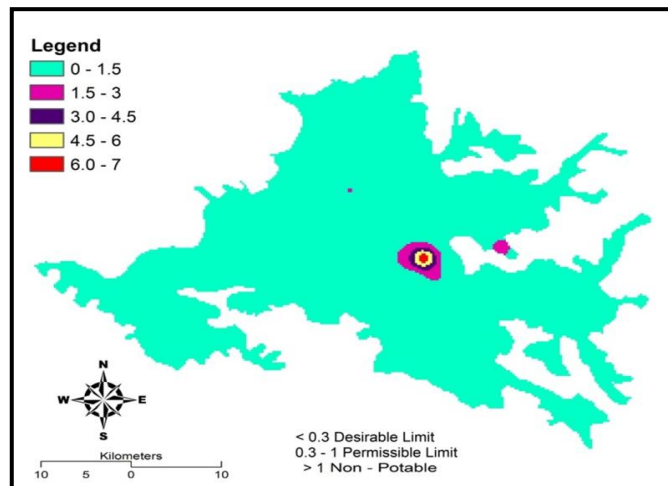 Legend
0 - 1.5
1.5 - 3
3.0 - 4.5
4.5 - 6
6.0 - 7
N
W E
S
Kilometers
10 5 0 10
< 0.3 Desirable Limit
0.3 - 1 Permissible Limit
> 1 Non - Potable